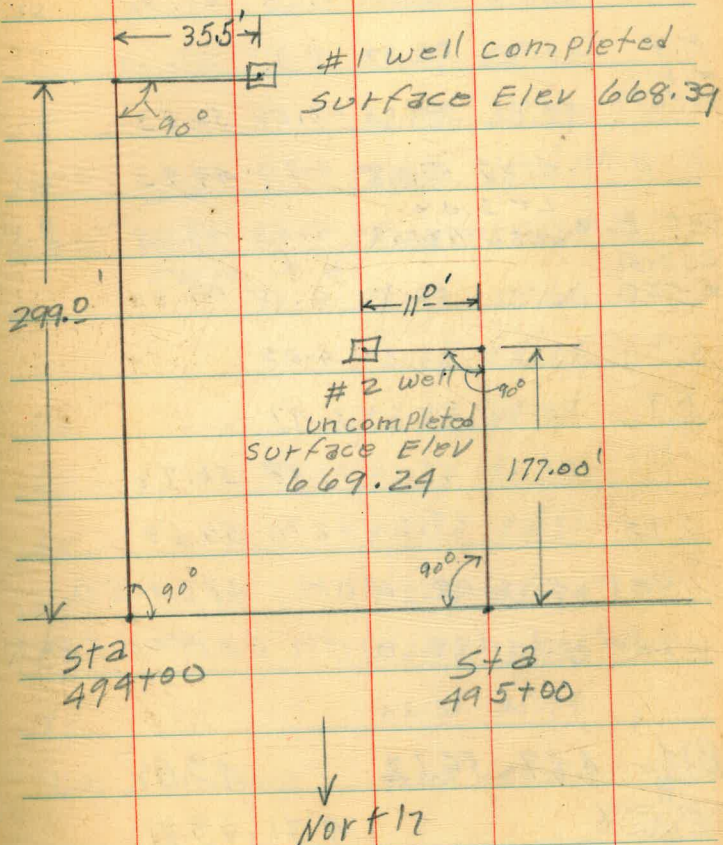 35.5'
#1 well completed
Surface Elev 668.39
90°
299.0'
11.0'
#2 well
uncompleted
surface Elev
669.24
90°
177.00'
90°
90°
Sta
494+00
Sta
495+00
North